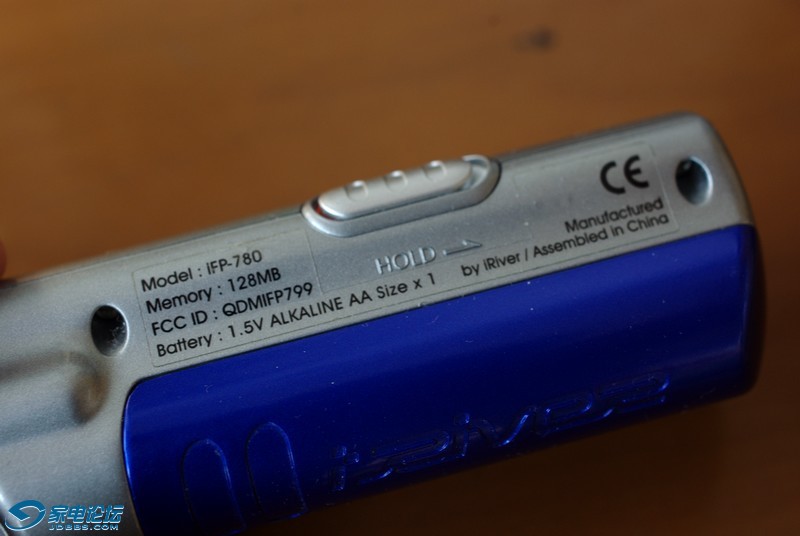 Model : IFP-780
Memory : 128MB
FCC ID : QDMIFP799
Battery : 1.5V ALKALINE AA Size x 1
HOLD
CE
Manufactured
by iRiver / Assembled in China
iRiver
家电论坛
JDBBS.COM